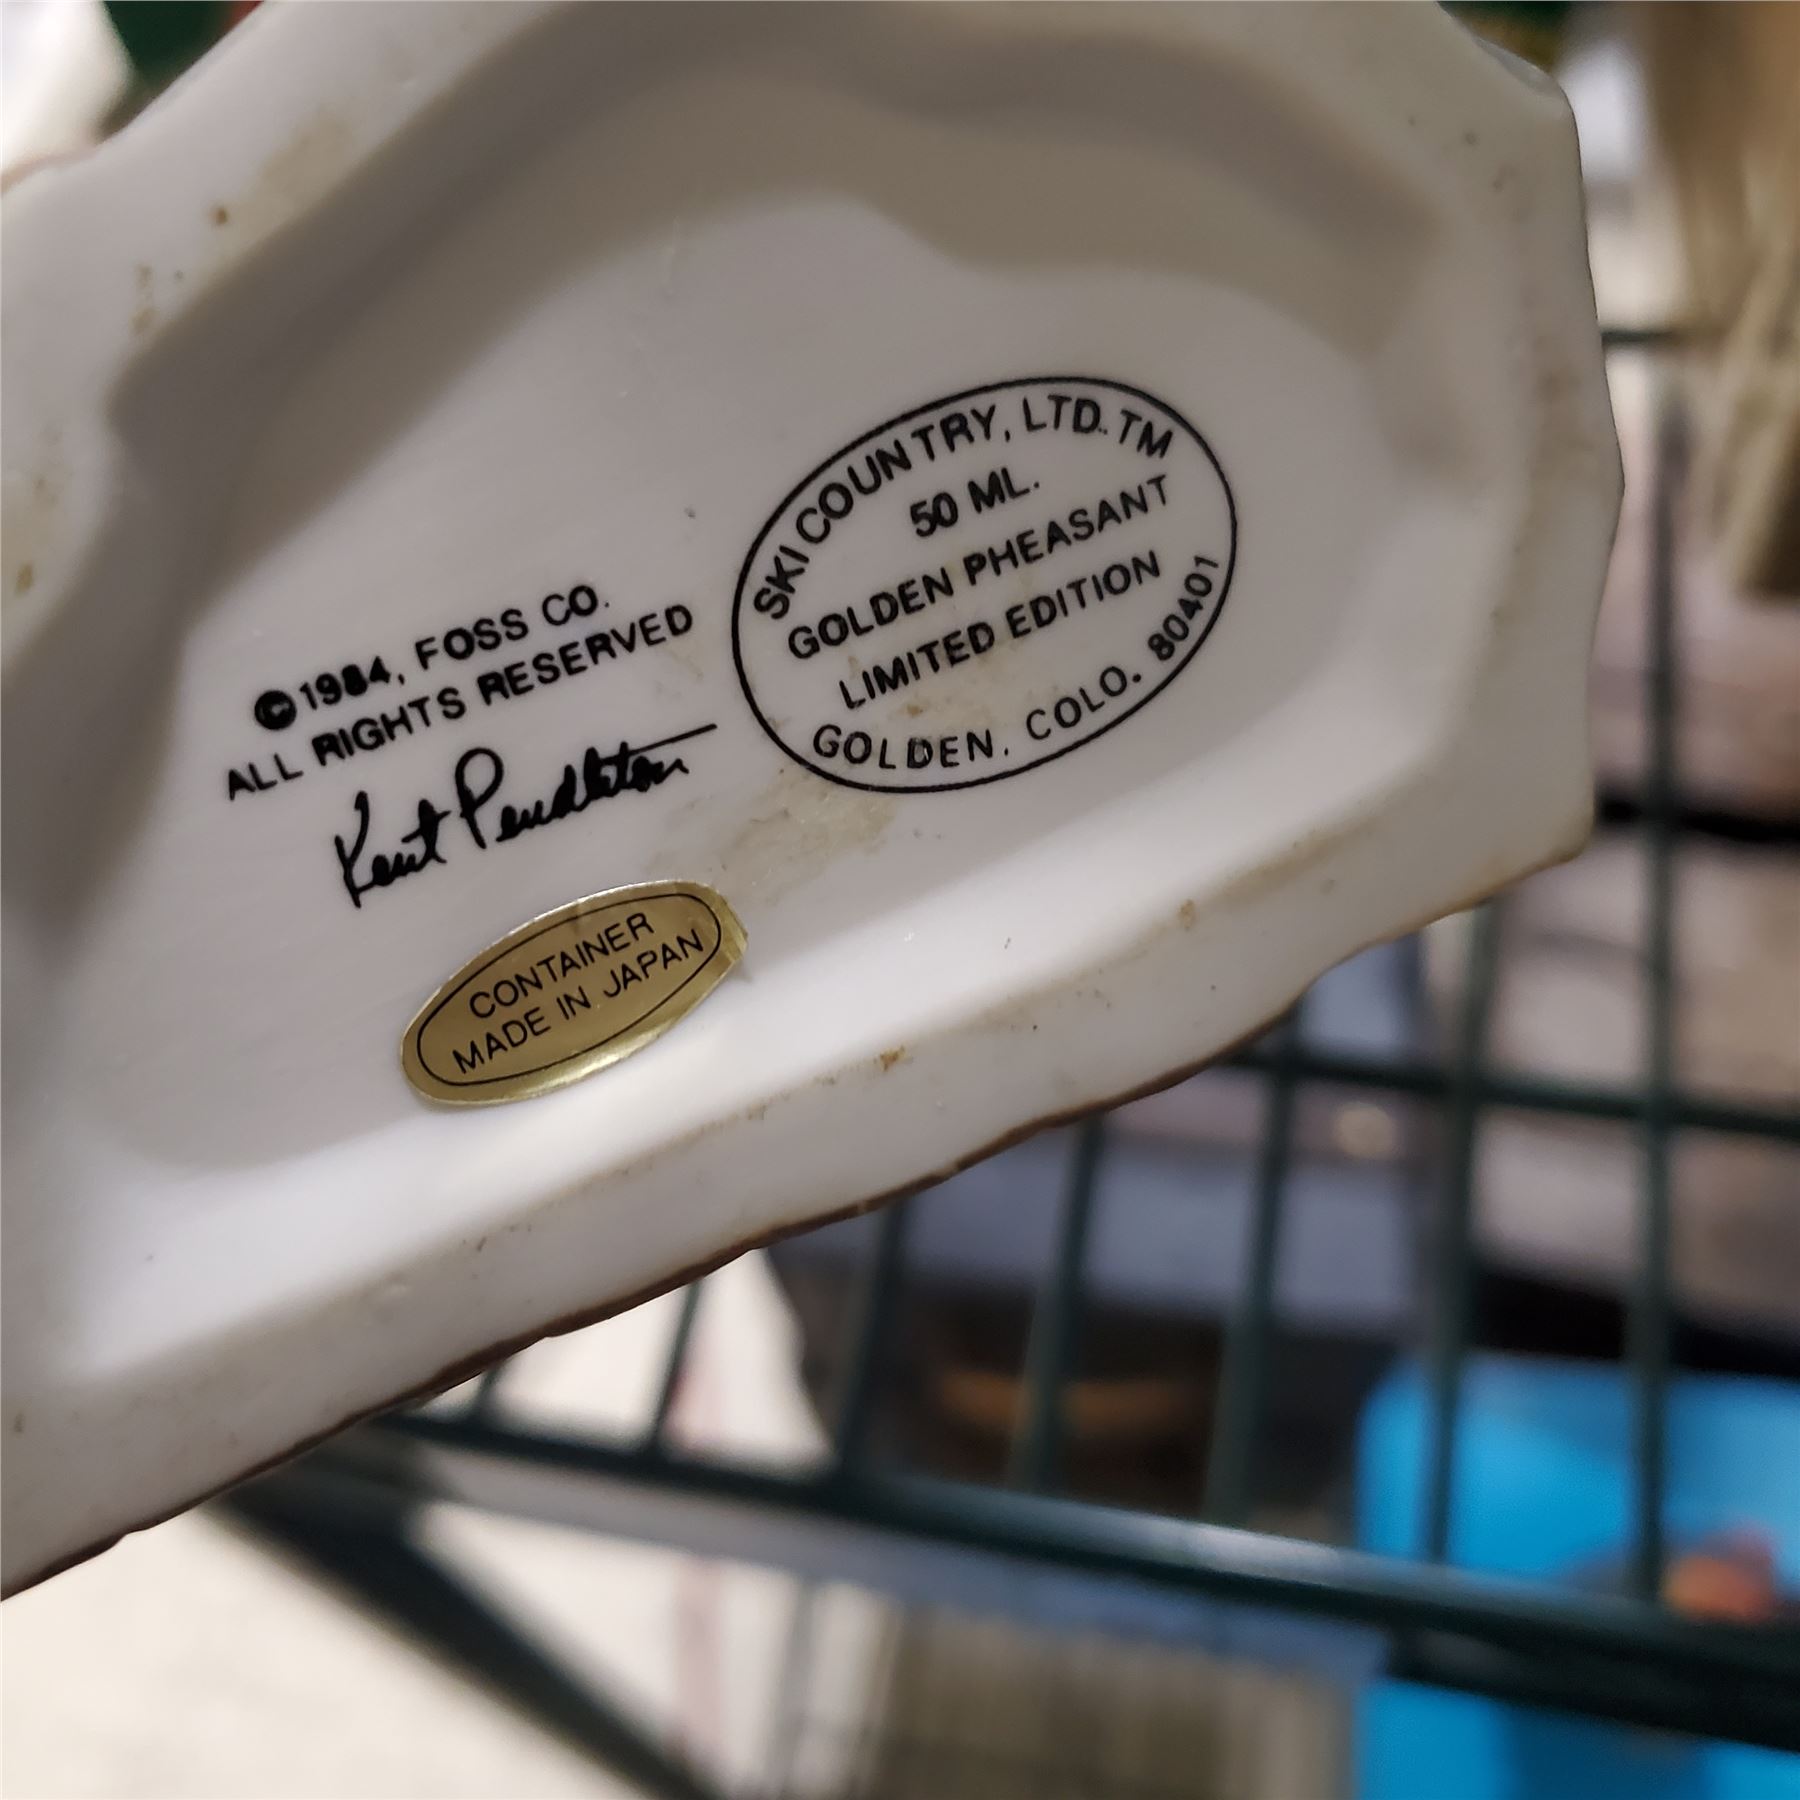 ©1984, FOSS CO.
ALL RIGHTS RESERVED
Kent Pendleton
SKI COUNTRY, LTD. TM
50 ML.
GOLDEN PHEASANT
LIMITED EDITION
GOLDEN. COLO. 80401
CONTAINER
MADE IN JAPAN